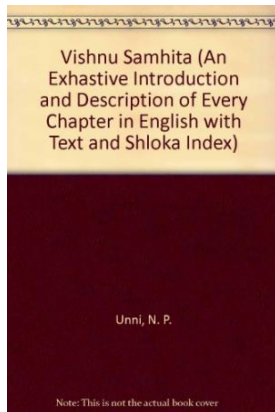 Vishnu Samhita (An
Exhastive Introduction
and Description of Every
Chapter in English with
Text and Shloka Index)
Unni, N. P.
Note: This is not the actual book cover